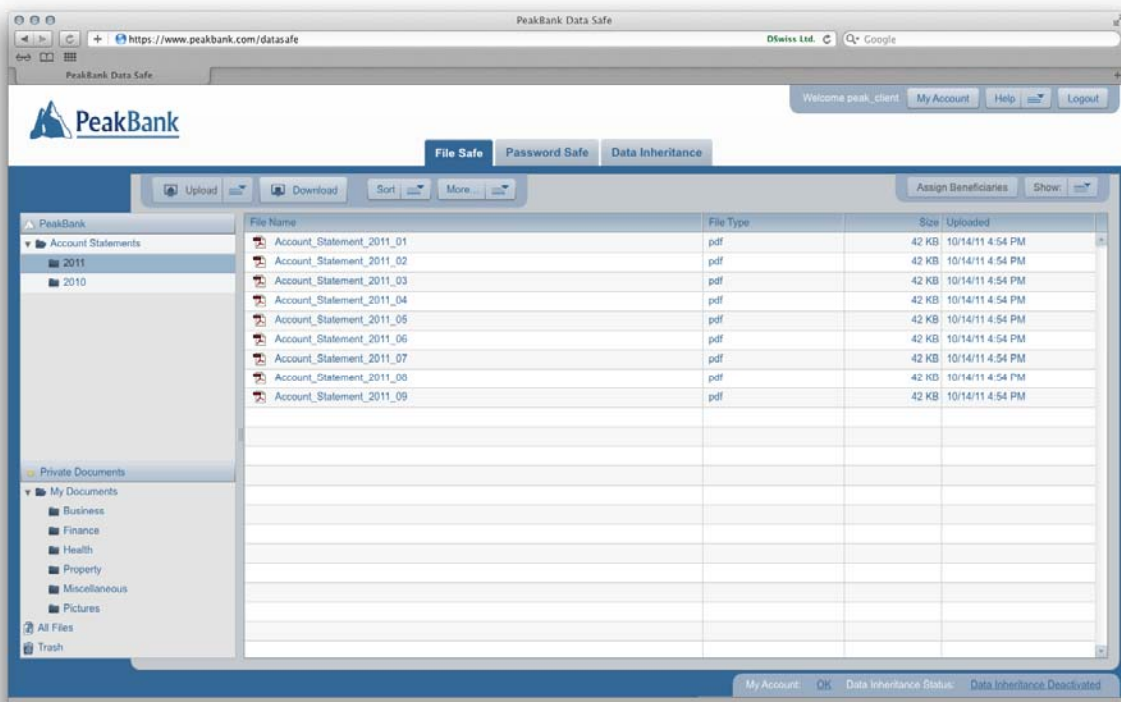 PeakBank Data Safe
https://www.peakbank.com/datasafe DSwiss Ltd. Google
PeakBank Data Safe
Welcome peak_client My Account Help Logout
PeakBank
File Safe Password Safe Data Inheritance
Upload Download Sort More... Assign Beneficiaries Show:
PeakBank File Name File Type Size Uploaded
Account Statements Account_Statement_2011_01 pdf 42 KB 10/14/11 4:54 PM
2011 Account_Statement_2011_02 pdf 42 KB 10/14/11 4:54 PM
2010 Account_Statement_2011_03 pdf 42 KB 10/14/11 4:54 PM
Account_Statement_2011_04 pdf 42 KB 10/14/11 4:54 PM
Account_Statement_2011_05 pdf 42 KB 10/14/11 4:54 PM
Account_Statement_2011_06 pdf 42 KB 10/14/11 4:54 PM
Account_Statement_2011_07 pdf 42 KB 10/14/11 4:54 PM
Account_Statement_2011_08 pdf 42 KB 10/14/11 4:54 PM
Account_Statement_2011_09 pdf 42 KB 10/14/11 4:54 PM
Private Documents
My Documents
Business
Finance
Health
Property
Miscellaneous
Pictures
All Files
Trash
My Account: OK Data Inheritance Status: Data Inheritance Deactivated